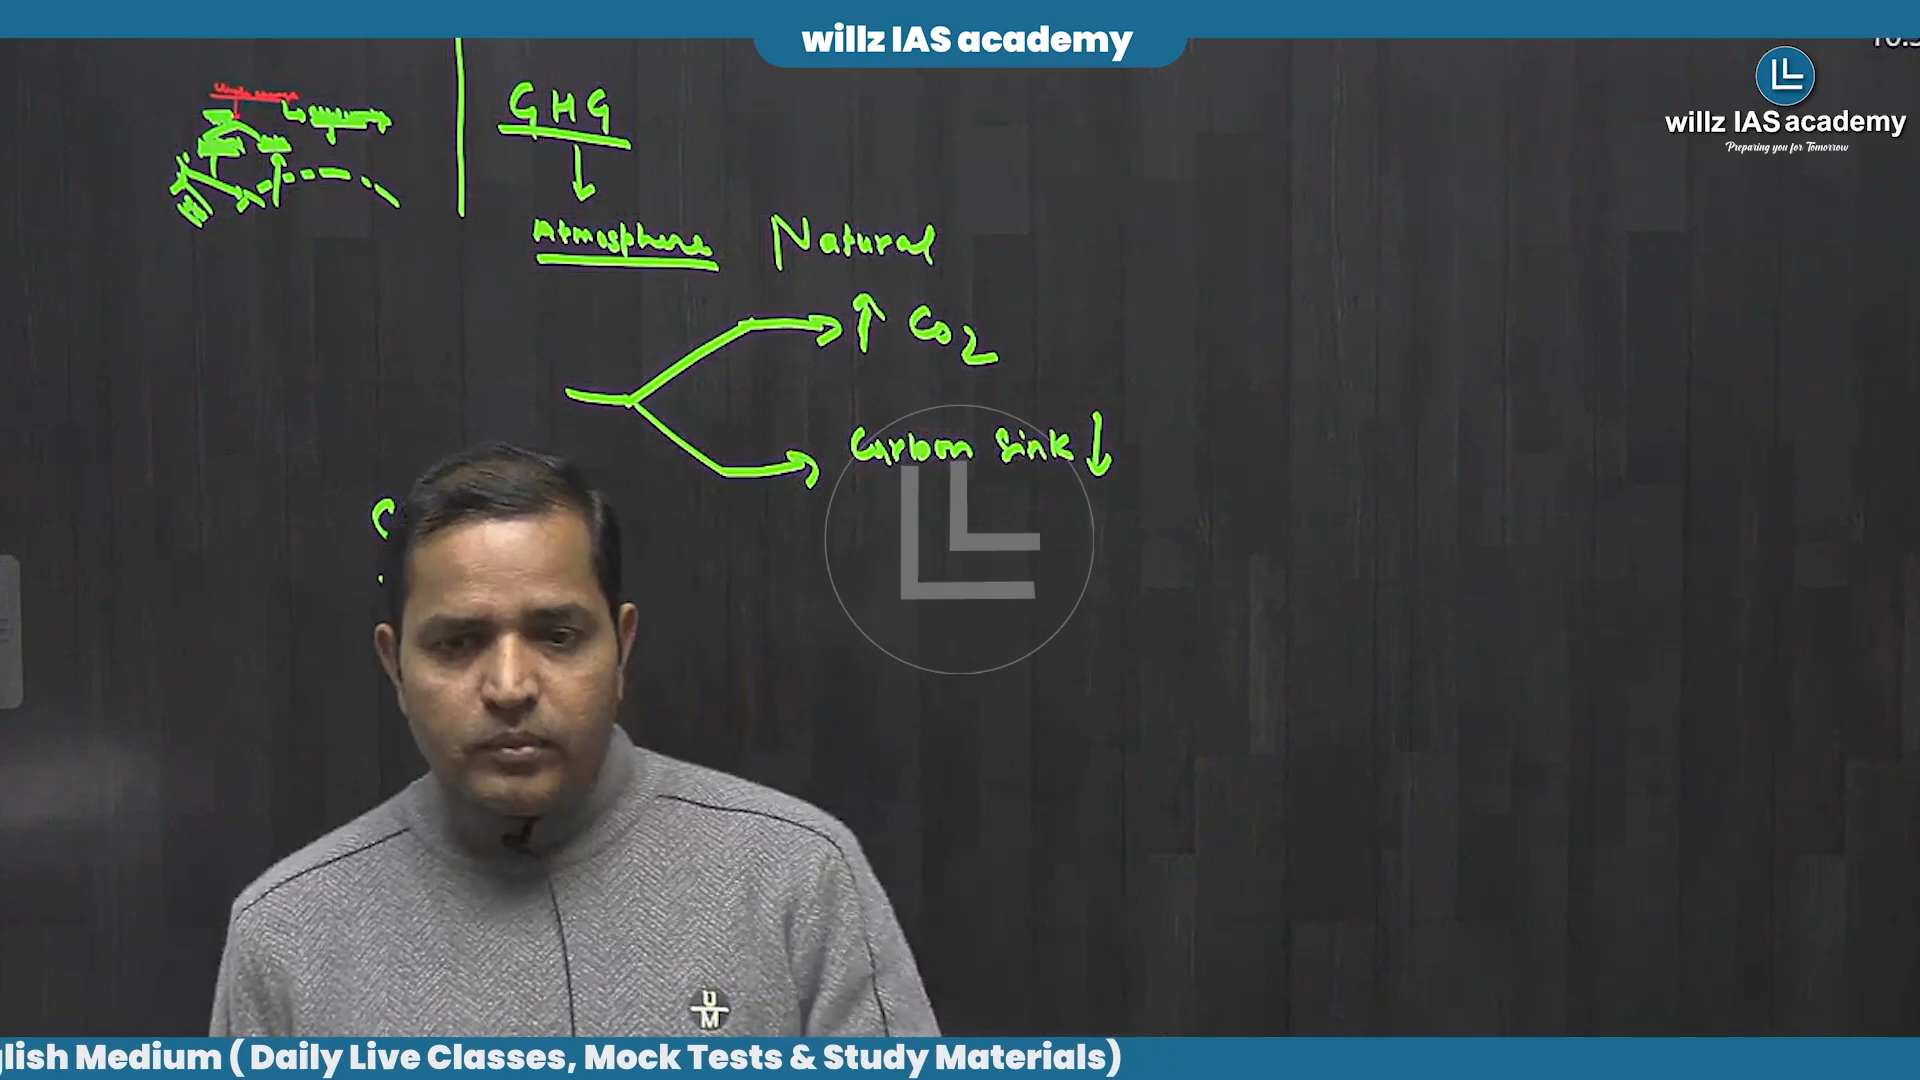 willz IAS academy
willz IAS academy
Preparing you for Tomorrow
GHG
Atmosphere Natural
↑ CO2
Carbon Sink ↓
glish Medium ( Daily Live Classes, Mock Tests & Study Materials)
U
M